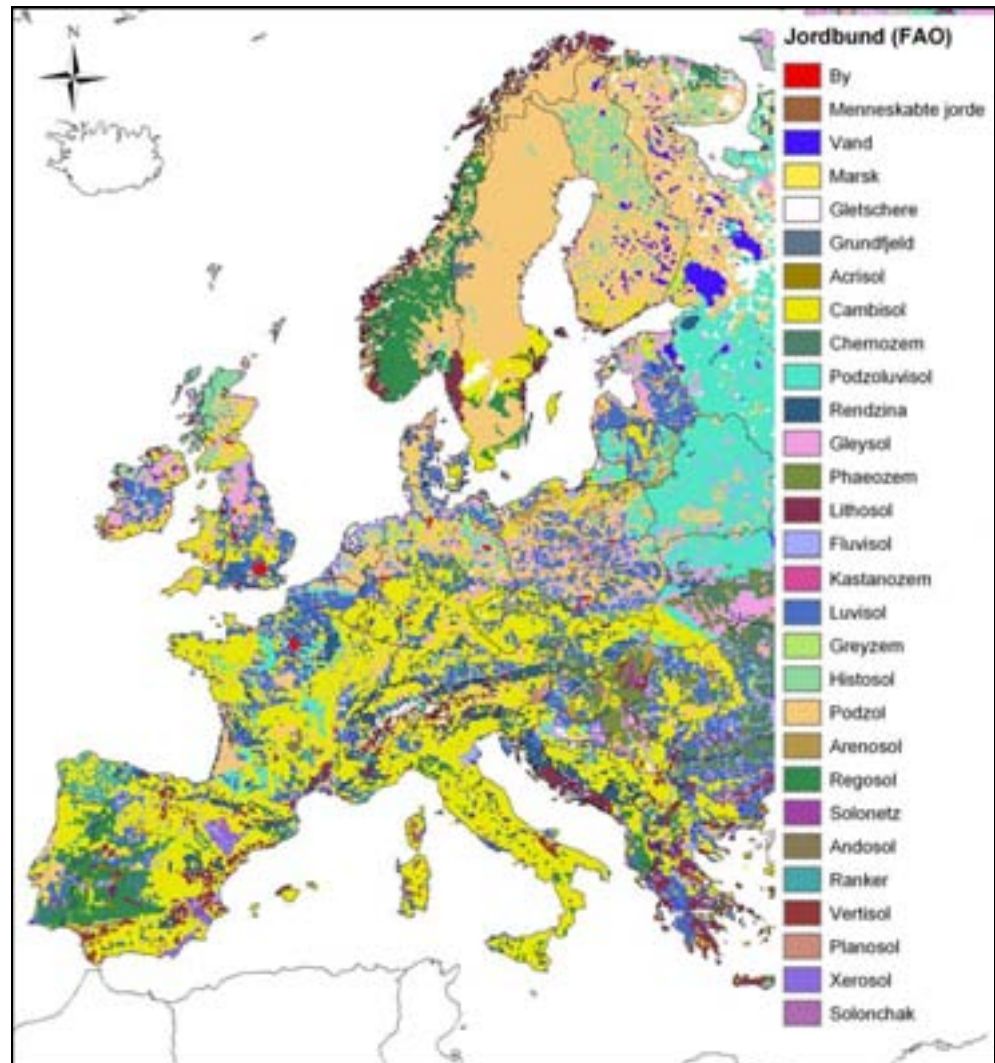 N
Jordbund (FAO)
By
Menneskabte jorde
Vand
Marsk
Gletschere
Grundfjeld
Acrisol
Cambisol
Chernozem
Podzoluvisol
Rendzina
Gleysol
Phaeozem
Lithosol
Fluvisol
Kastanozem
Luvisol
Greyzem
Histosol
Podzol
Arenosol
Regosol
Solonetz
Andosol
Ranker
Vertisol
Planosol
Xerosol
Solonchak